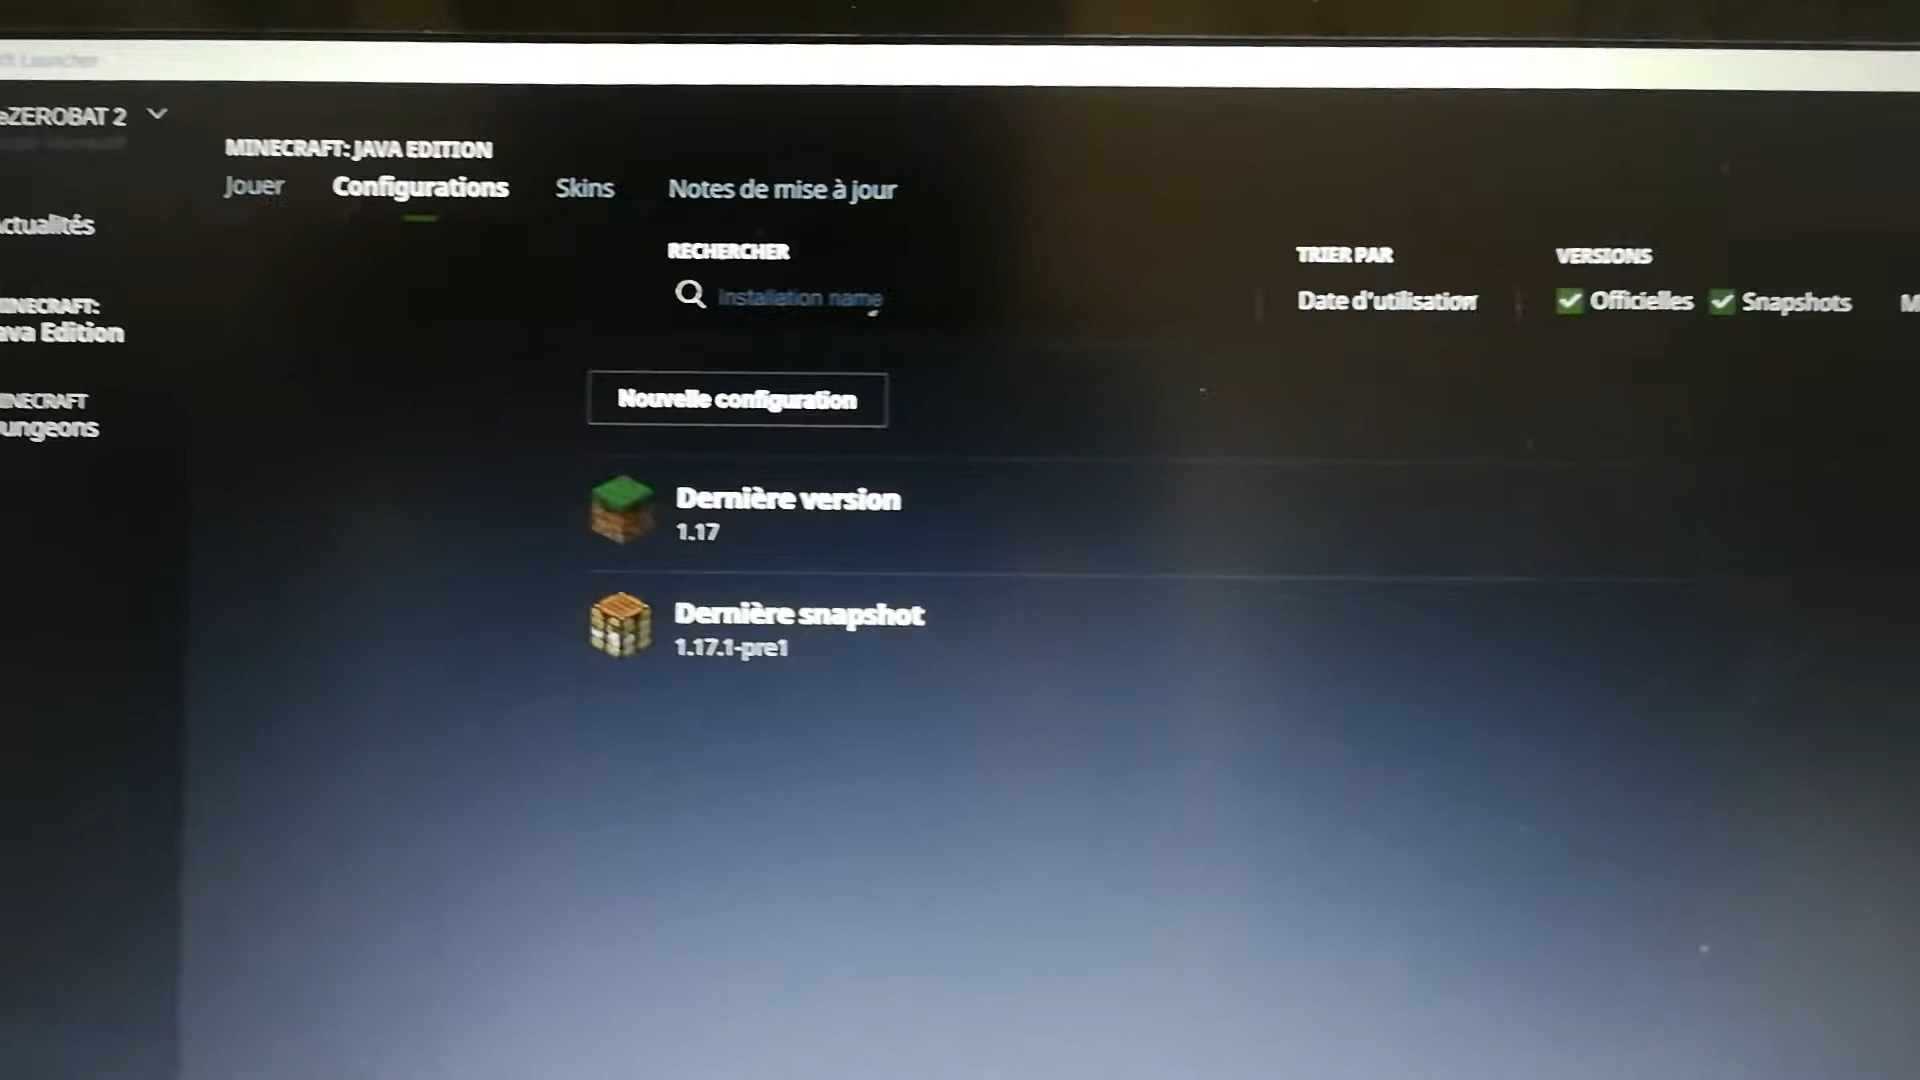 Launcher
eZEROBAT 2
MINECRAFT: JAVA EDITION
Jouer Configurations Skins Notes de mise à jour
ctualités
INECRAFT:
ava Edition
INECRAFT
ungeons
RECHERCHER
Installation name
TRIER PAR
Date d'utilisation
VERSIONS
Officielles Snapshots M
Nouvelle configuration
Dernière version
1.17
Dernière snapshot
1.17.1-pre1